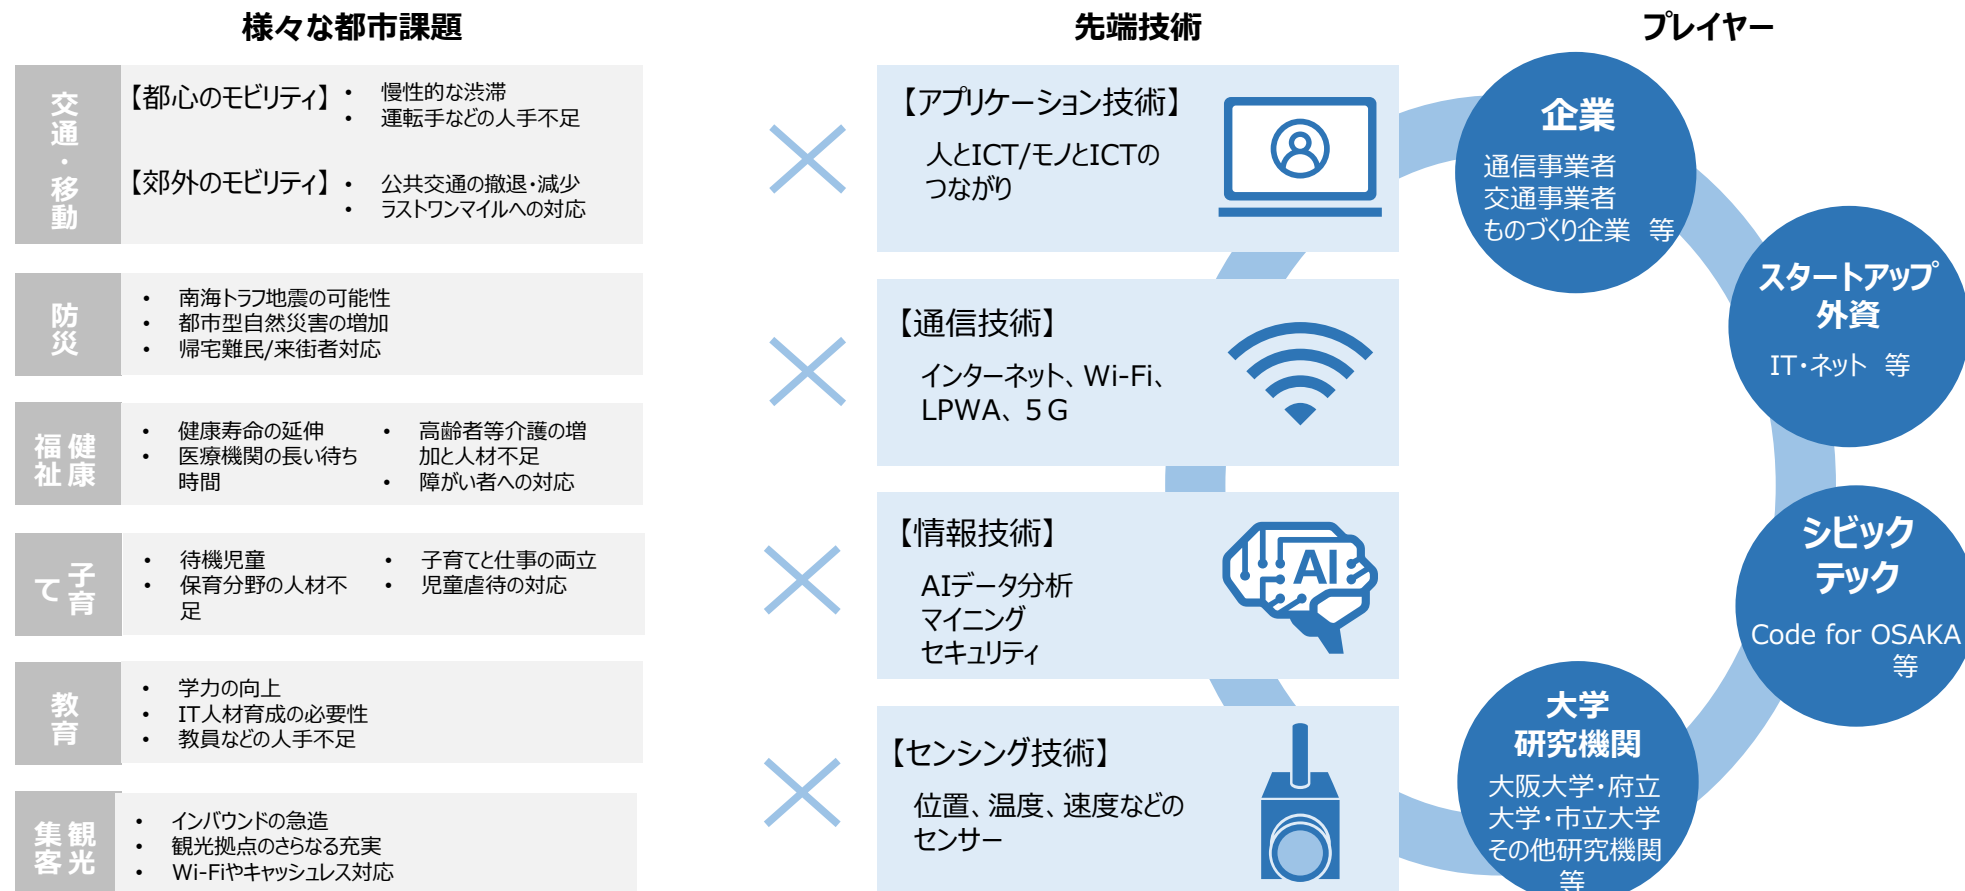 様々な都市課題
先端技術
プレイヤー
交通・移動
【都心のモビリティ】
• 慢性的な渋滞
• 運転手などの人手不足
【郊外のモビリティ】
• 公共交通の撤退・減少
• ラストワンマイルへの対応
防災
• 南海トラフ地震の可能性
• 都市型自然災害の増加
• 帰宅難民/来街者対応
健康
福祉
• 健康寿命の延伸
• 医療機関の長い待ち
時間
• 高齢者等介護の増
加と人材不足
• 障がい者への対応
子育
て
• 待機児童
• 保育分野の人材不
足
• 子育てと仕事の両立
• 児童虐待の対応
教育
• 学力の向上
• IT人材育成の必要性
• 教員などの人手不足
観光
集客
• インバウンドの急造
• 観光拠点のさらなる充実
• Wi-Fiやキャッシュレス対応
【アプリケーション技術】
人とICT/モノとICTの
つながり
【通信技術】
インターネット、Wi-Fi、
LPWA、５G
【情報技術】
AIデータ分析
マイニング
セキュリティ
AI
【センシング技術】
位置、温度、速度などの
センサー
企業
通信事業者
交通事業者
ものづくり企業 等
スタートアップ
外資
IT・ネット 等
シビック
テック
Code for OSAKA
等
大学
研究機関
大阪大学・府立
大学・市立大学
その他研究機関
等